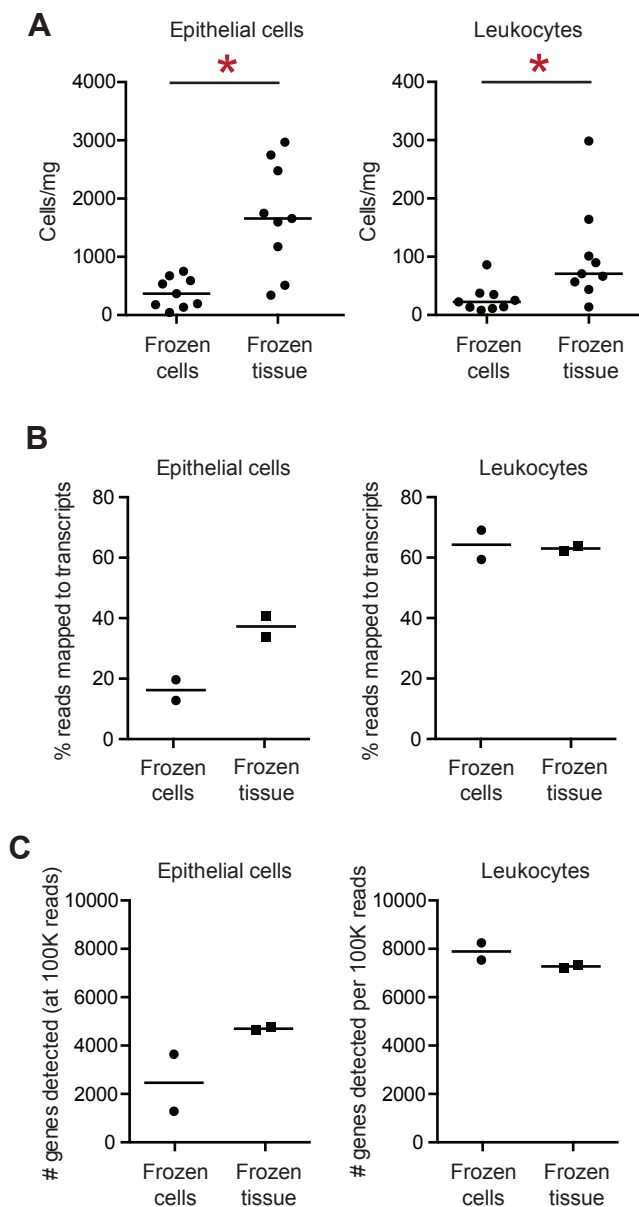 A
Epithelial cells
Leukocytes
*
*
Cells/mg
4000
3000
2000
1000
0
Frozen
cells
Frozen
tissue
Cells/mg
400
300
200
100
0
Frozen
cells
Frozen
tissue
B
Epithelial cells
Leukocytes
% reads mapped to transcripts
80
60
40
20
0
Frozen
cells
Frozen
tissue
% reads mapped to transcripts
80
60
40
20
0
Frozen
cells
Frozen
tissue
C
Epithelial cells
Leukocytes
# genes detected (at 100K reads)
10000
8000
6000
4000
2000
0
Frozen
cells
Frozen
tissue
# genes detected per 100K reads
10000
8000
6000
4000
2000
0
Frozen
cells
Frozen
tissue